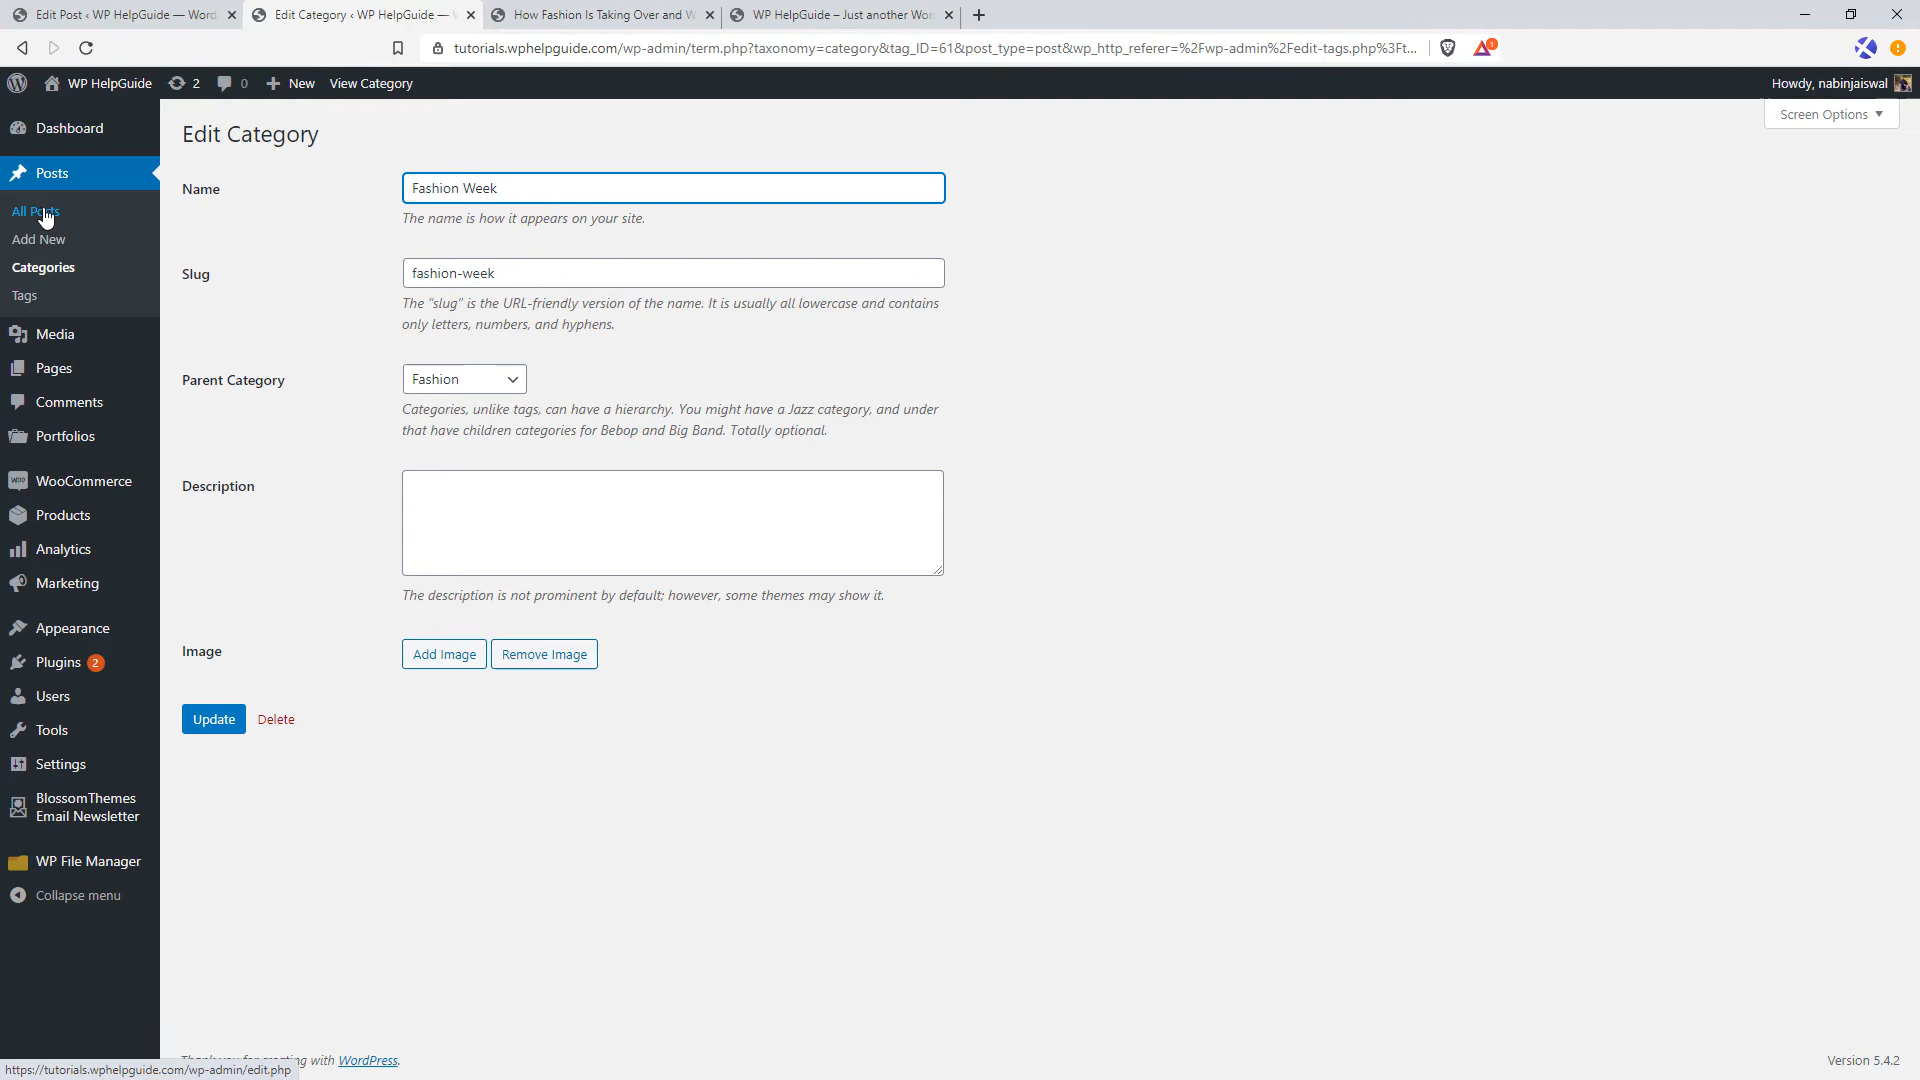 Edit Post ‹ WP HelpGuide — Word
Edit Category ‹ WP HelpGuide —
How Fashion Is Taking Over and W
WP HelpGuide – Just another Wor
tutorials.wphelpguide.com/wp-admin/term.php?taxonomy=category&tag_ID=61&post_type=post&wp_http_referer=%2Fwp-admin%2Fedit-tags.php%3Ft...
1
WP HelpGuide
2
0
New
View Category
Howdy, nabinjaiswal
Screen Options
Dashboard
Posts
All Posts
Add New
Categories
Tags
Media
Pages
Comments
Portfolios
WooCommerce
Products
Analytics
Marketing
Appearance
Plugins 2
Users
Tools
Settings
BlossomThemes
Email Newsletter
WP File Manager
Collapse menu
Edit Category
Name
Fashion Week
The name is how it appears on your site.
Slug
fashion-week
The “slug” is the URL-friendly version of the name. It is usually all lowercase and contains
only letters, numbers, and hyphens.
Parent Category
Fashion
Categories, unlike tags, can have a hierarchy. You might have a Jazz category, and under
that have children categories for Bebop and Big Band. Totally optional.
Description
The description is not prominent by default; however, some themes may show it.
Image
Add Image
Remove Image
Update
Delete
Thank you for creating with WordPress.
Version 5.4.2
https://tutorials.wphelpguide.com/wp-admin/edit.php